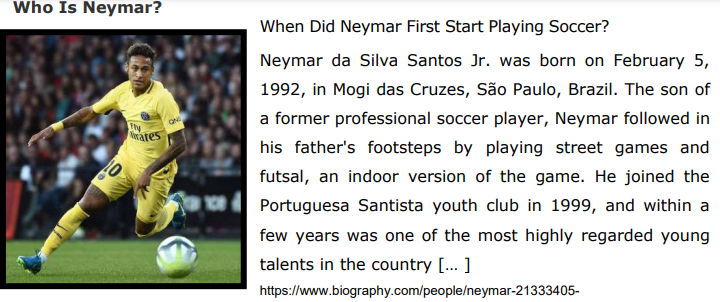 Who Is Neymar?
When Did Neymar First Start Playing Soccer?
Neymar da Silva Santos Jr. was born on February 5,
1992, in Mogi das Cruzes, São Paulo, Brazil. The son of
a former professional soccer player, Neymar followed in
his father's footsteps by playing street games and
futsal, an indoor version of the game. He joined the
Portuguesa Santista youth club in 1999, and within a
few years was one of the most highly regarded young
talents in the country [... ]
https://www.biography.com/people/neymar-21333405-
Fly
Emirates
10
QNB